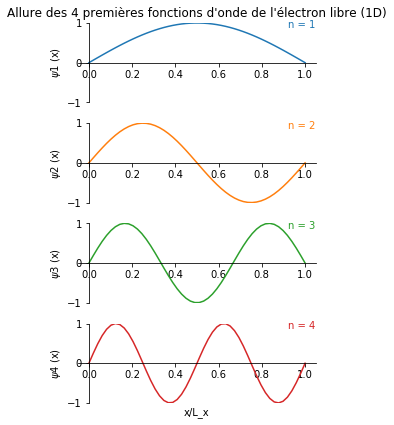 Allure des 4 premières fonctions d'onde de l'électron libre (1D)
n = 1
1
0
−1
ψ1 (x)
0.0 0.2 0.4 0.6 0.8 1.0
n = 2
1
0
−1
ψ2 (x)
0.0 0.2 0.4 0.6 0.8 1.0
n = 3
1
0
−1
ψ3 (x)
0.0 0.2 0.4 0.6 0.8 1.0
n = 4
1
0
−1
ψ4 (x)
0.0 0.2 0.4 0.6 0.8 1.0
x/L_x